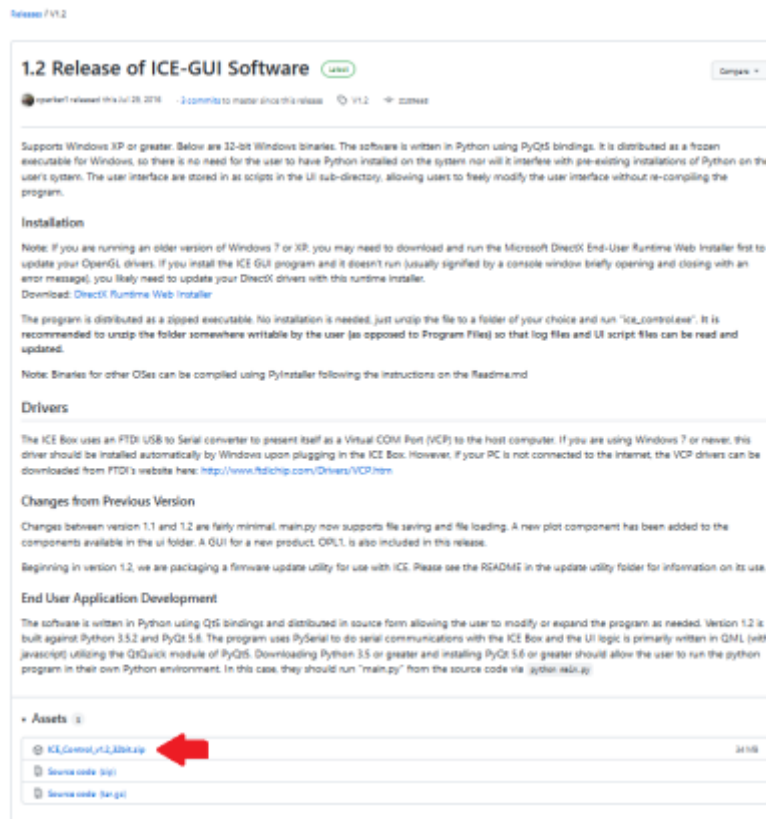 Releases / V1.2
1.2 Release of ICE-GUI Software Latest
Compare
released this Jul 29, 2016 · 3 commits to master since this release V1.2
Supports Windows XP or greater. Below are 32-bit Windows binaries. The software is written in Python using PyQt5 bindings. It is distributed as a frozen
executable for Windows, so there is no need for the user to have Python installed on the system nor will it interfere with pre-existing installations of Python on the
user's system. The user interface are stored in as scripts in the UI sub-directory, allowing users to freely modify the user interface without re-compiling the
program.
Installation
Note: If you are running an older version of Windows 7 or XP, you may need to download and run the Microsoft DirectX End-User Runtime Web Installer first to
update your OpenGL drivers. If you install the ICE GUI program and it doesn't run (usually signified by a console window briefly opening and closing with an
error message), you likely need to update your DirectX drivers with this runtime installer.
Download: DirectX Runtime Web Installer
The program is distributed as a zipped executable. No installation is needed, just unzip the file to a folder of your choice and run "ice_control.exe". It is
recommended to unzip the folder somewhere writable by the user (as opposed to Program Files) so that log files and UI script files can be read and
updated.
Note: Binaries for other OSes can be compiled using PyInstaller following the instructions on the Readme.md
Drivers
The ICE Box uses an FTDI USB to Serial converter to present itself as a Virtual COM Port (VCP) to the host computer. If you are using Windows 7 or newer, this
driver should be installed automatically by Windows upon plugging in the ICE Box. However, if your PC is not connected to the internet, the VCP drivers can be
downloaded from FTDI's website here: http://www.ftdichip.com/Drivers/VCP.htm
Changes from Previous Version
Changes between version 1.1 and 1.2 are fairly minimal. main.py now supports file saving and file loading. A new plot component has been added to the
components available in the ui folder. A GUI for a new product, OPL1, is also included in this release.
Beginning in version 1.2, we are packaging a firmware update utility for use with ICE. Please see the README in the update utility folder for information on its use.
End User Application Development
The software is written in Python using Qt5 bindings and distributed in source form allowing the user to modify or expand the program as needed. Version 1.2 is
built against Python 3.5.2 and PyQt 5.6. The program uses PySerial to do serial communications with the ICE Box and the UI logic is primarily written in QML (with
javascript) utilizing the QtQuick module of PyQt5. Downloading Python 3.5 or greater and installing PyQt 5.6 or greater should allow the user to run the python
program in their own Python environment. In this case, they should run "main.py" from the source code via python main.py
Assets 3
ICE_Control_v1.2_32bit.zip
Source code (zip)
Source code (tar.gz)